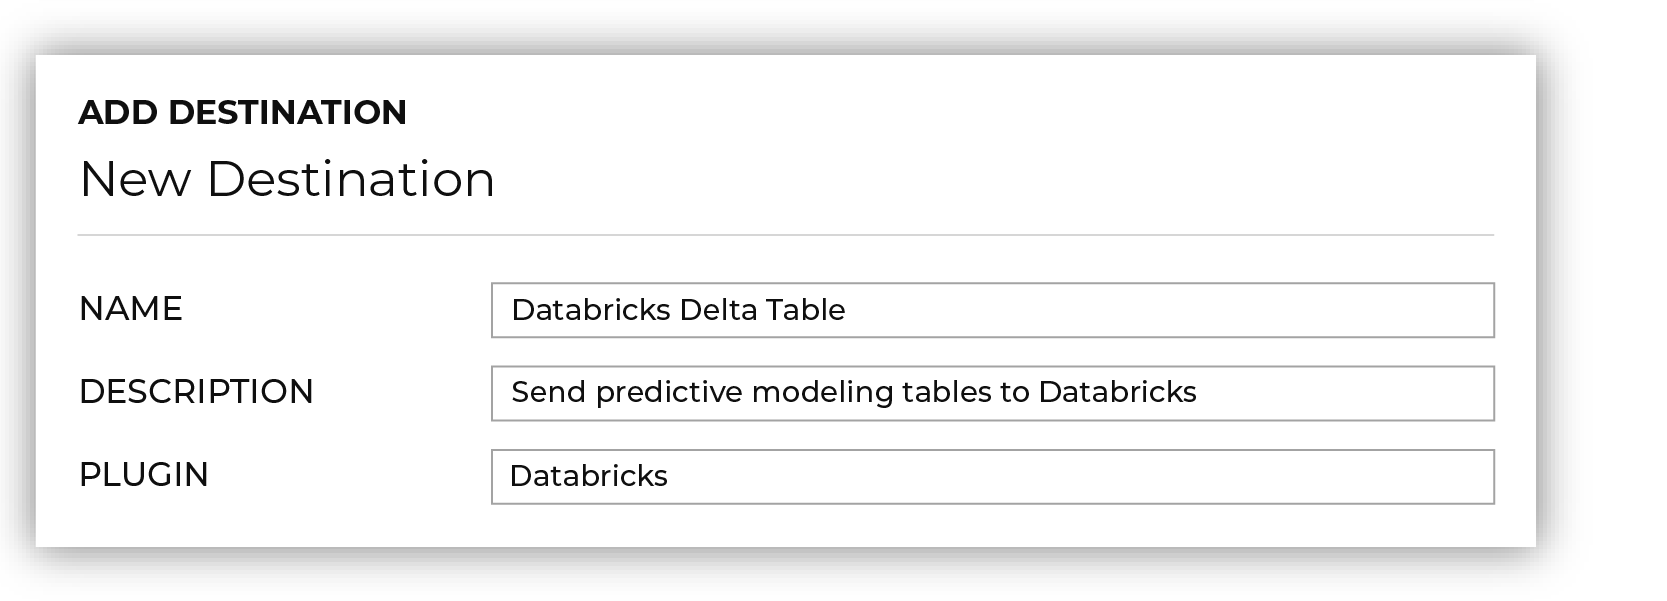 ADD DESTINATION
New Destination
NAME
Databricks Delta Table
DESCRIPTION
Send predictive modeling tables to Databricks
PLUGIN
Databricks